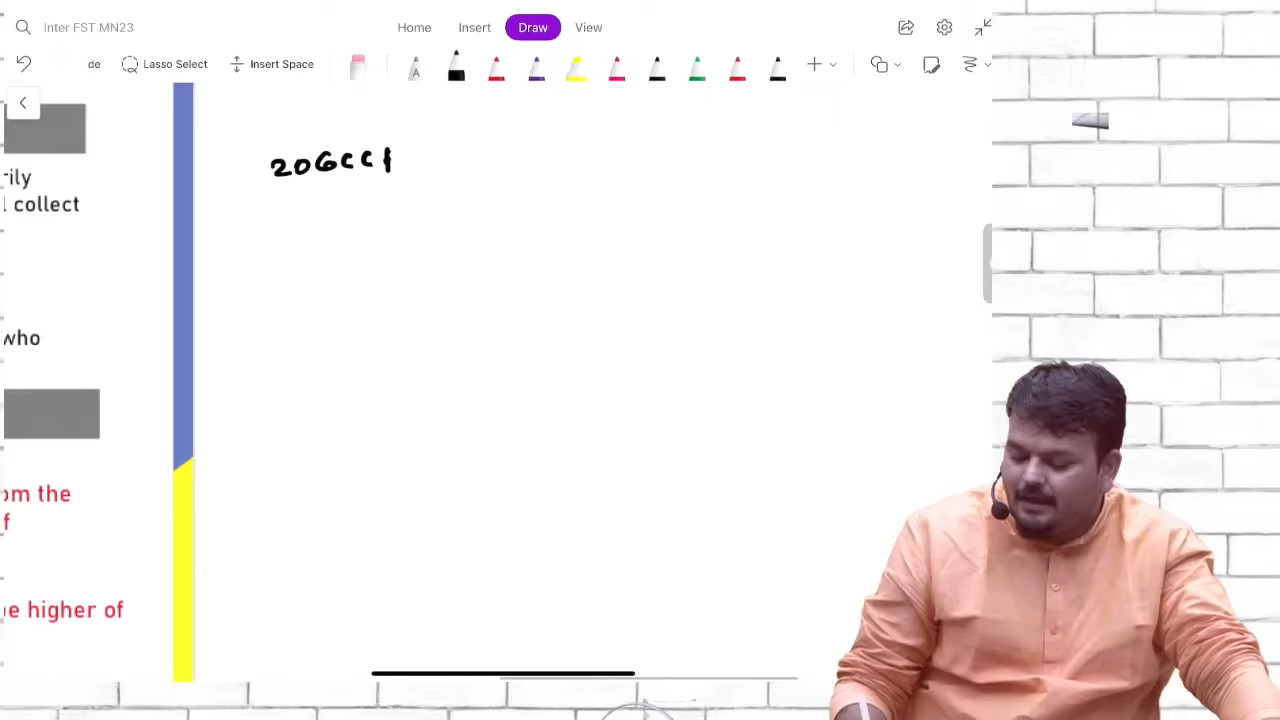 Inter FST MN23
Home Insert Draw View
de Lasso Select Insert Space
A
206CC
rily
l collect
who
om the
f
e higher of